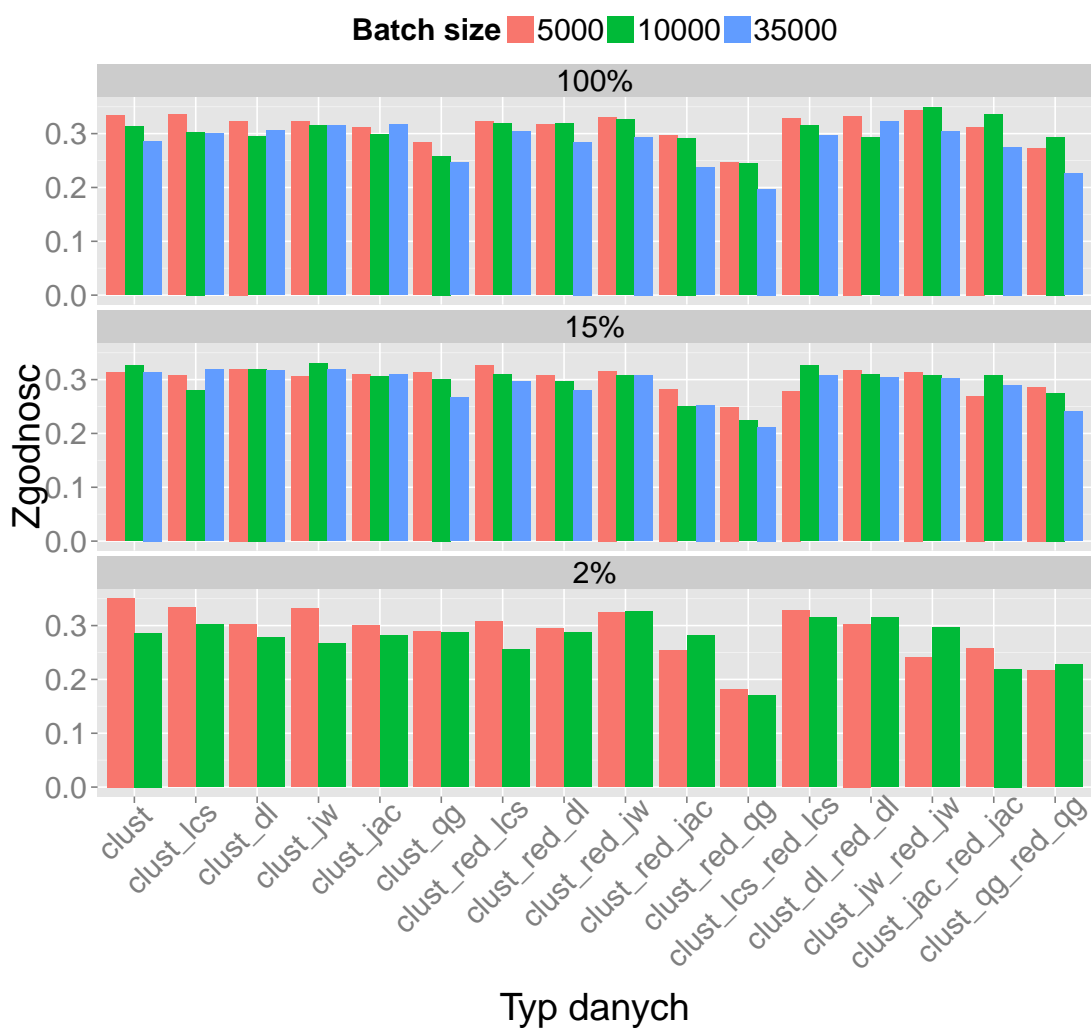 Batch size 5000 10000 35000
100%
0.3
0.2
0.1
0.0
15%
0.3
0.2
0.1
0.0
2%
0.3
0.2
0.1
0.0
Zgodnosc
clust
clust_lcs
clust_dl
clust_jw
clust_jac
clust_qg
clust_red_lcs
clust_red_dl
clust_red_jw
clust_red_jac
clust_red_qg
clust_lcs_red_lcs
clust_dl_red_dl
clust_jw_red_jw
clust_jac_red_jac
clust_qg_red_qg
Typ danych